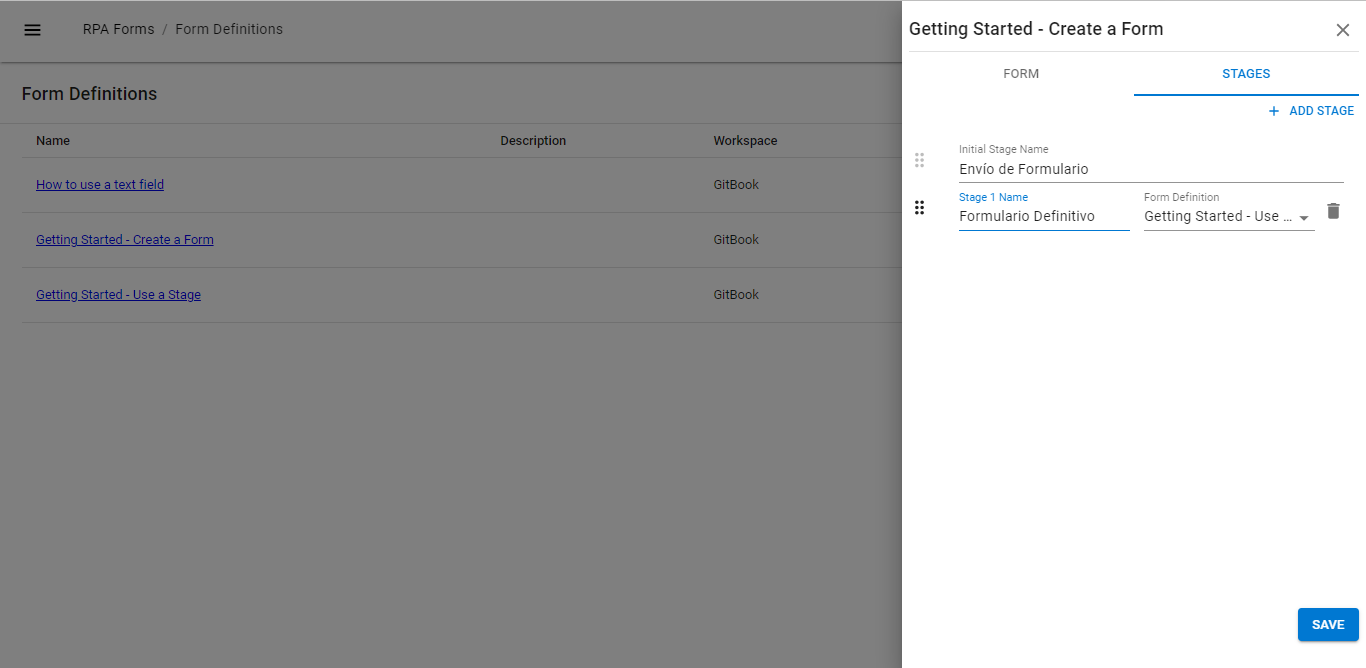 RPA Forms / Form Definitions
Form Definitions
Name Description Workspace
How to use a text field GitBook
Getting Started - Create a Form GitBook
Getting Started - Use a Stage GitBook
Getting Started - Create a Form
FORM STAGES
+ ADD STAGE
Initial Stage Name
Envío de Formulario
Stage 1 Name Form Definition
Formulario Definitivo Getting Started - Use ...
SAVE